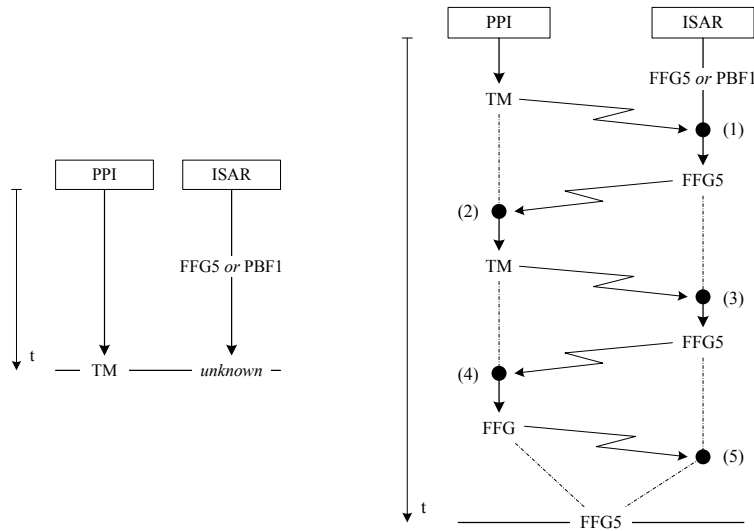 PPI ISAR
FFG5 or PBF1
t
TM unknown
PPI ISAR
FFG5 or PBF1
TM
(1)
FFG5
(2)
TM
(3)
FFG5
(4)
FFG
(5)
t
FFG5